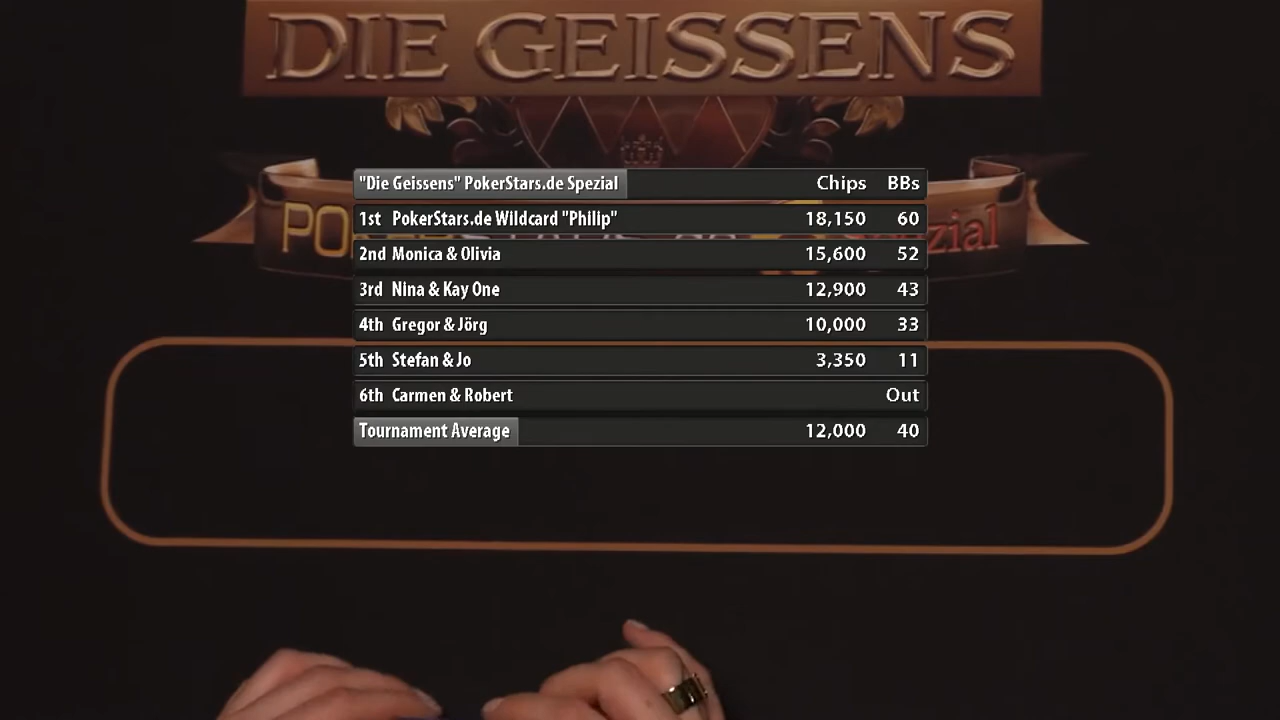 DIE GEISSENS
"Die Geissens" PokerStars.de Spezial Chips BBs
1st PokerStars.de Wildcard "Philip" 18,150 60
2nd Monica & Olivia 15,600 52
3rd Nina & Kay One 12,900 43
4th Gregor & Jörg 10,000 33
5th Stefan & Jo 3,350 11
6th Carmen & Robert Out
Tournament Average 12,000 40